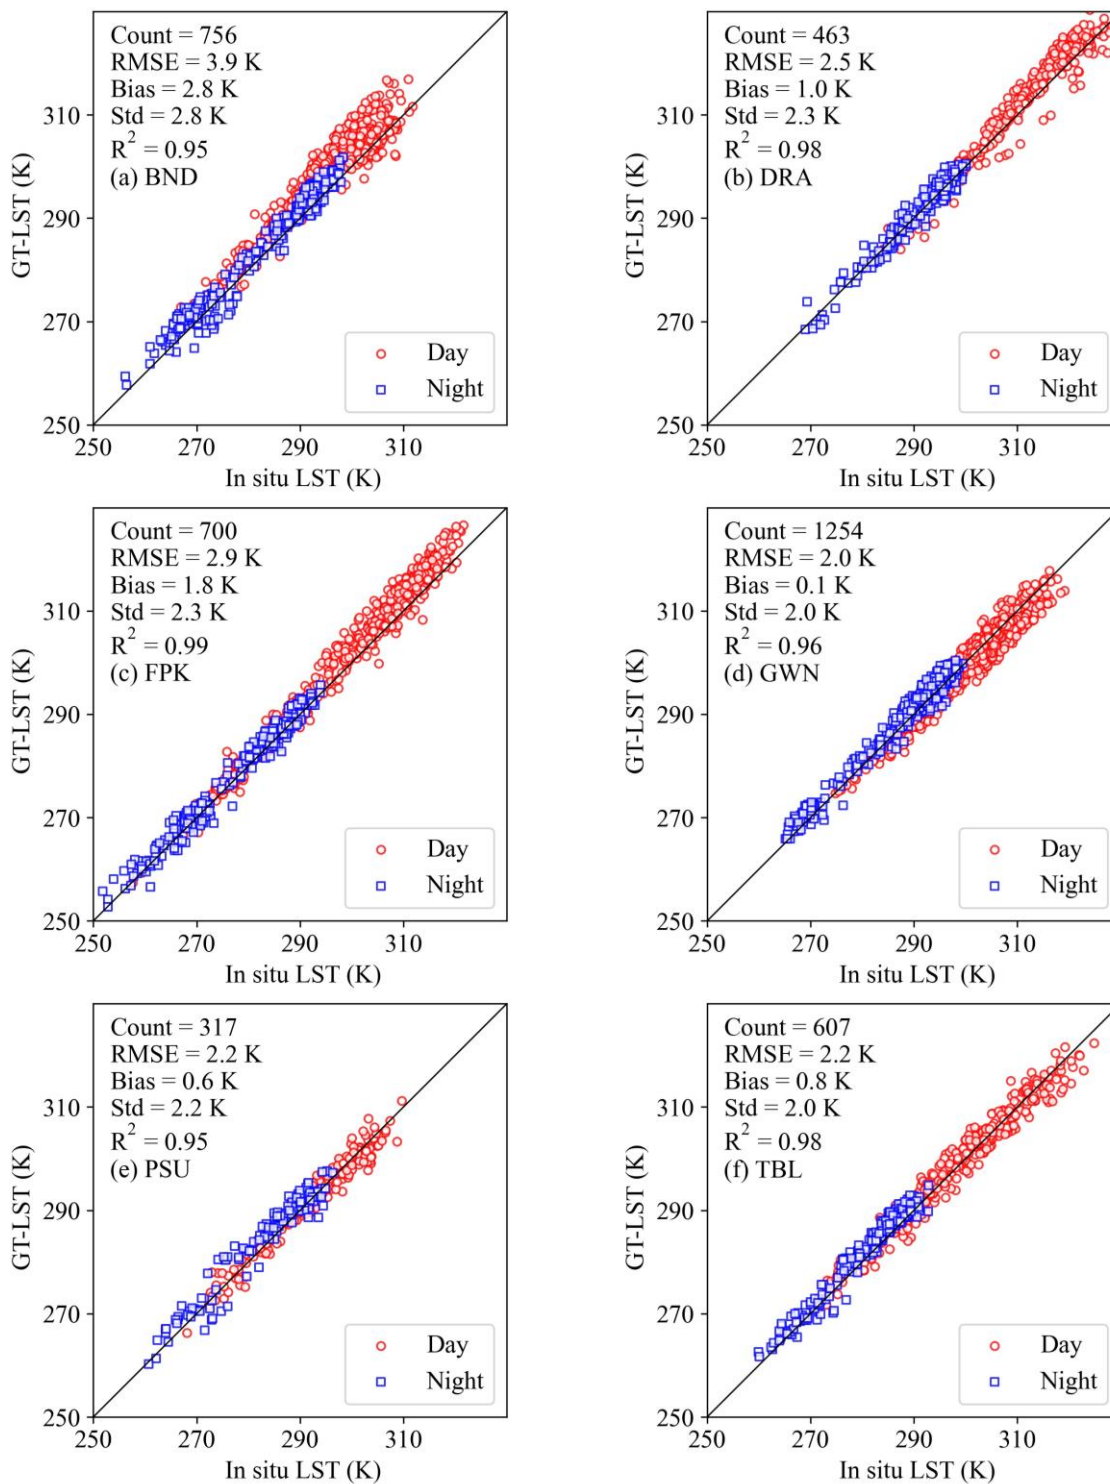 Count = 756
RMSE = 3.9 K
Bias = 2.8 K
Std = 2.8 K
R² = 0.95
(a) BND
310
290
270
250
GT-LST (K)
Day
Night
250 270 290 310
In situ LST (K)
Count = 463
RMSE = 2.5 K
Bias = 1.0 K
Std = 2.3 K
R² = 0.98
(b) DRA
310
290
270
250
GT-LST (K)
Day
Night
250 270 290 310
In situ LST (K)
Count = 700
RMSE = 2.9 K
Bias = 1.8 K
Std = 2.3 K
R² = 0.99
(c) FPK
310
290
270
250
GT-LST (K)
Day
Night
250 270 290 310
In situ LST (K)
Count = 1254
RMSE = 2.0 K
Bias = 0.1 K
Std = 2.0 K
R² = 0.96
(d) GWN
310
290
270
250
GT-LST (K)
Day
Night
250 270 290 310
In situ LST (K)
Count = 317
RMSE = 2.2 K
Bias = 0.6 K
Std = 2.2 K
R² = 0.95
(e) PSU
310
290
270
250
GT-LST (K)
Day
Night
250 270 290 310
In situ LST (K)
Count = 607
RMSE = 2.2 K
Bias = 0.8 K
Std = 2.0 K
R² = 0.98
(f) TBL
310
290
270
250
GT-LST (K)
Day
Night
250 270 290 310
In situ LST (K)